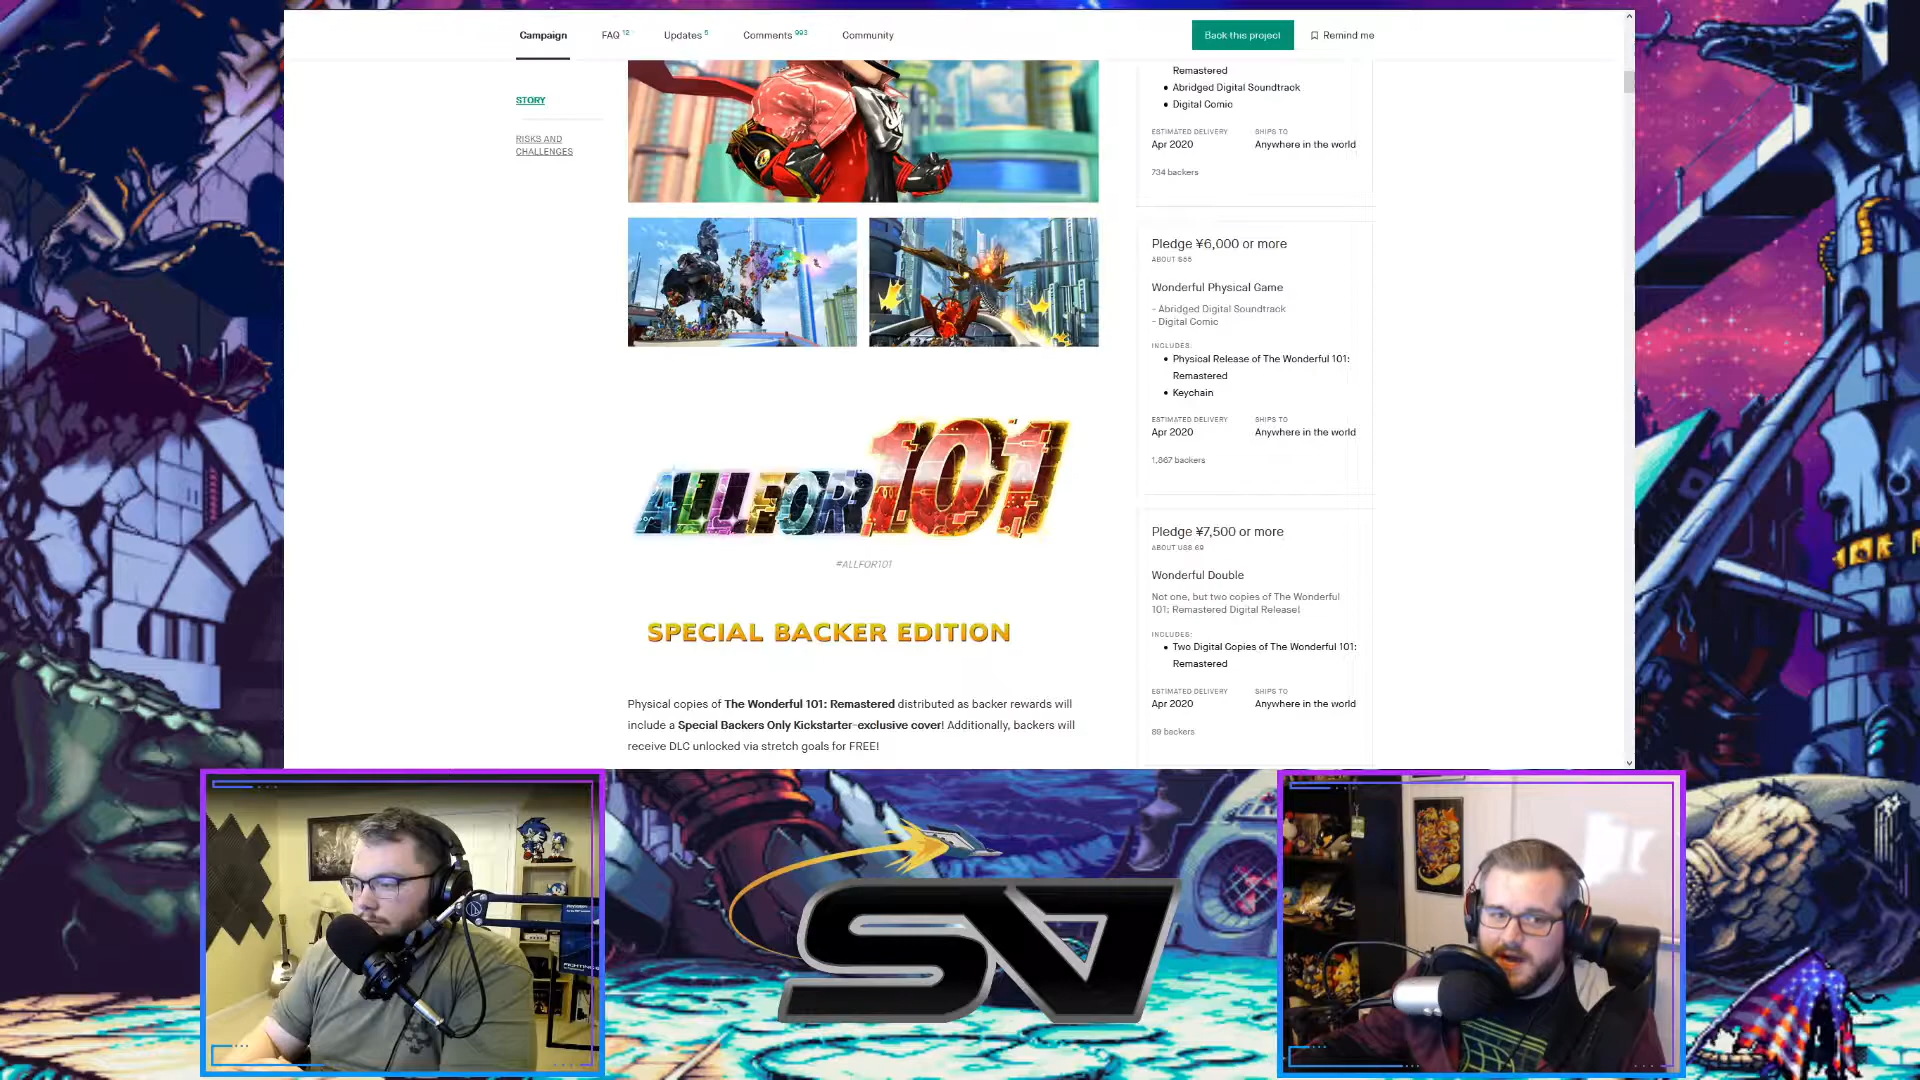 Campaign
FAQ 12
Updates 5
Comments 993
Community
Back this project
Remind me
STORY
RISKS AND
CHALLENGES
ALL FOR 101
#ALLFOR101
SPECIAL BACKER EDITION
Physical copies of The Wonderful 101: Remastered distributed as backer rewards will
include a Special Backers Only Kickstarter-exclusive cover! Additionally, backers will
receive DLC unlocked via stretch goals for FREE!
Remastered
• Abridged Digital Soundtrack
• Digital Comic
ESTIMATED DELIVERY
SHIPS TO
Apr 2020
Anywhere in the world
734 backers
Pledge ¥6,000 or more
Wonderful Physical Game
- Abridged Digital Soundtrack
- Digital Comic
INCLUDES:
• Physical Release of The Wonderful 101:
Remastered
• Keychain
ESTIMATED DELIVERY
SHIPS TO
Apr 2020
Anywhere in the world
1,867 backers
Pledge ¥7,500 or more
ABOUT US$ 69
Wonderful Double
Not one, but two copies of The Wonderful
101: Remastered Digital Release!
INCLUDES:
• Two Digital Copies of The Wonderful 101:
Remastered
ESTIMATED DELIVERY
SHIPS TO
Apr 2020
Anywhere in the world
89 backers
SV